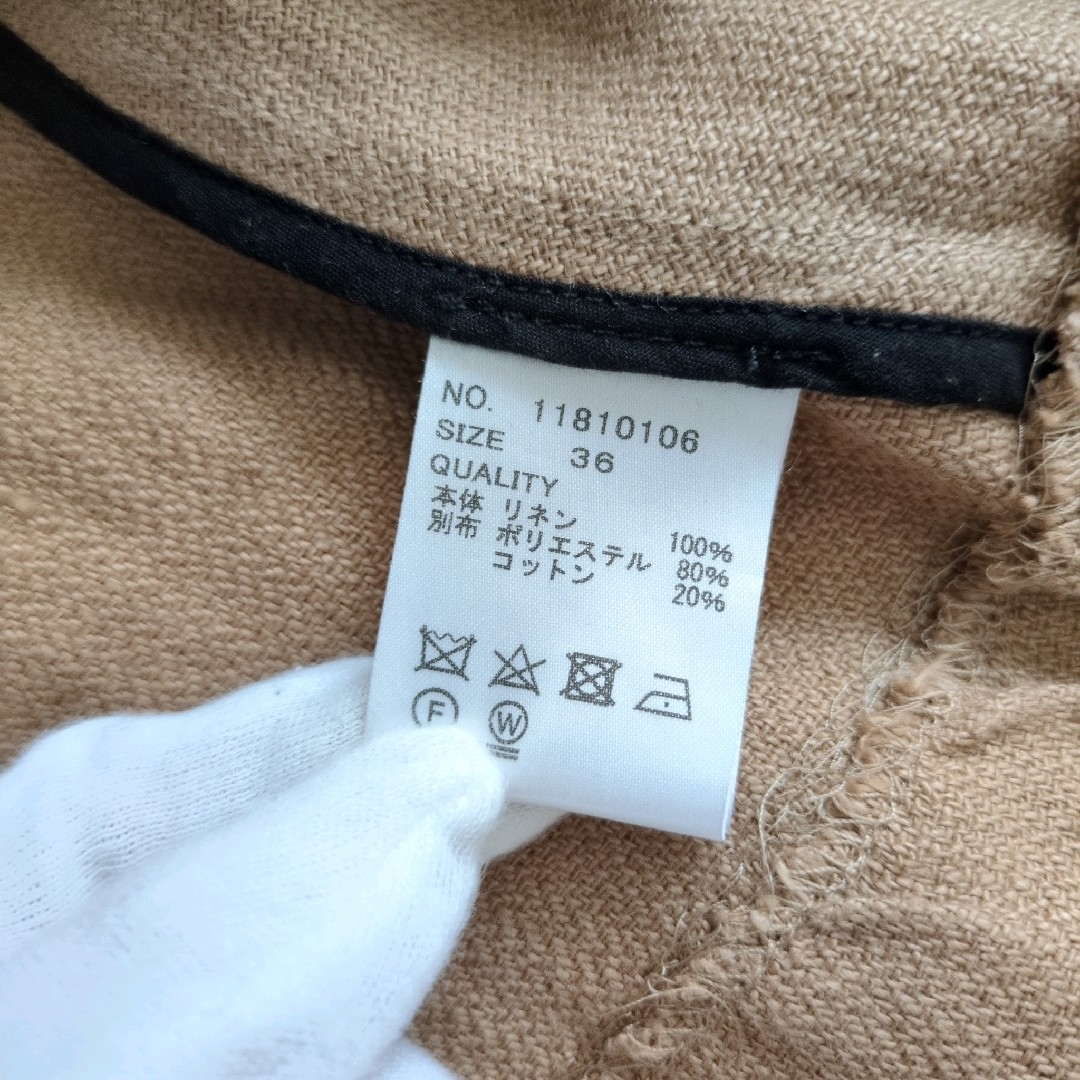 NO. 11810106
SIZE 36
QUALITY
本体 リネン 100%
別布 ポリエステル 80%
コットン 20%
F W